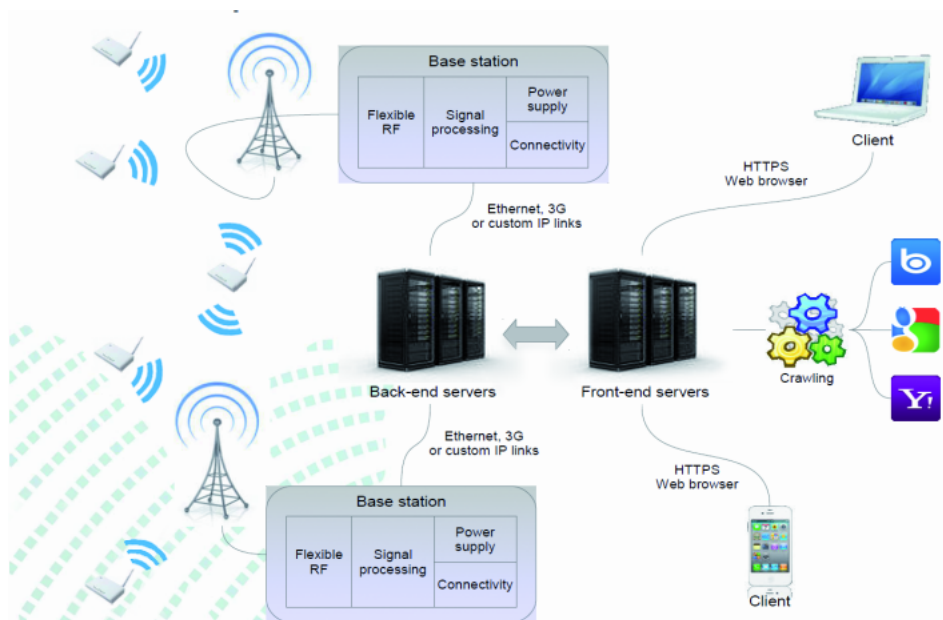 Base station
Flexible
RF
Signal
processing
Power
supply
Connectivity
Client
HTTPS
Web browser
Ethernet, 3G
or custom IP links
b
Back-end servers
Front-end servers
Crawling
Y!
Ethernet, 3G
or custom IP links
HTTPS
Web browser
Base station
Flexible
RF
Signal
processing
Power
supply
Connectivity
Client